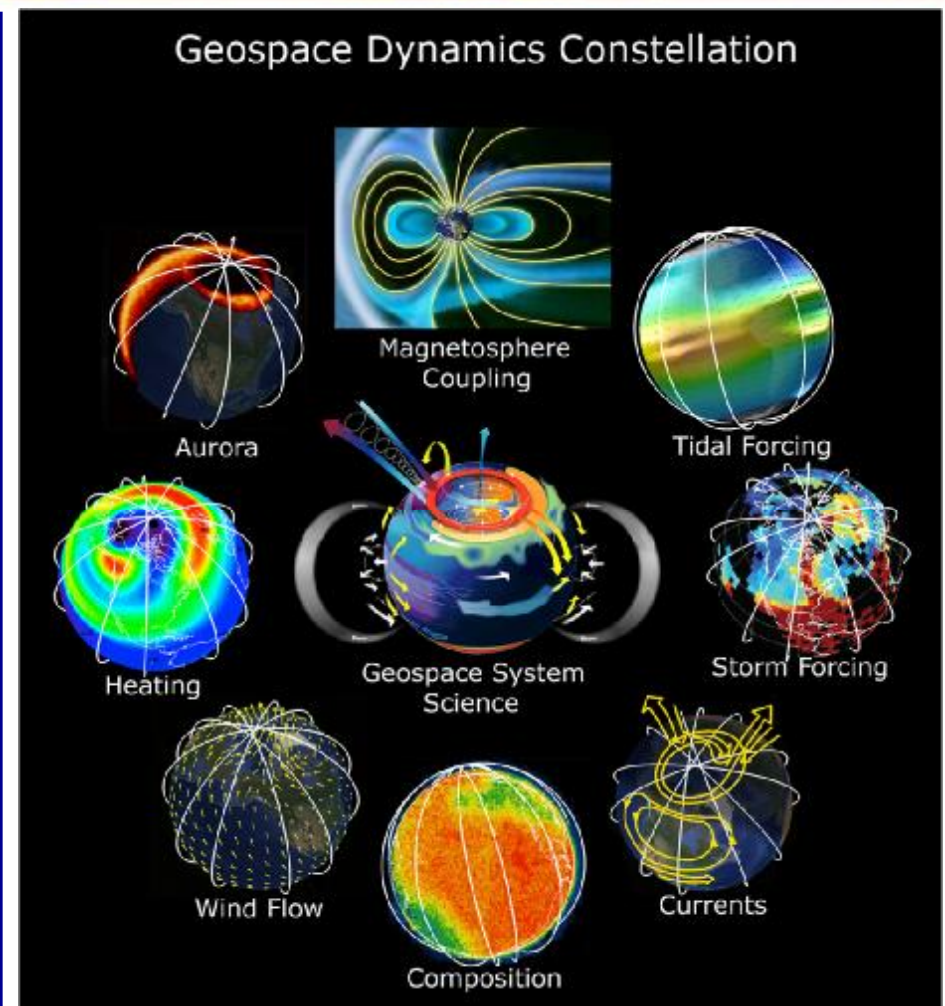 Geospace Dynamics Constellation
Magnetosphere
Coupling
Aurora
Tidal Forcing
Heating
Geospace System
Science
Storm Forcing
Wind Flow
Currents
Composition